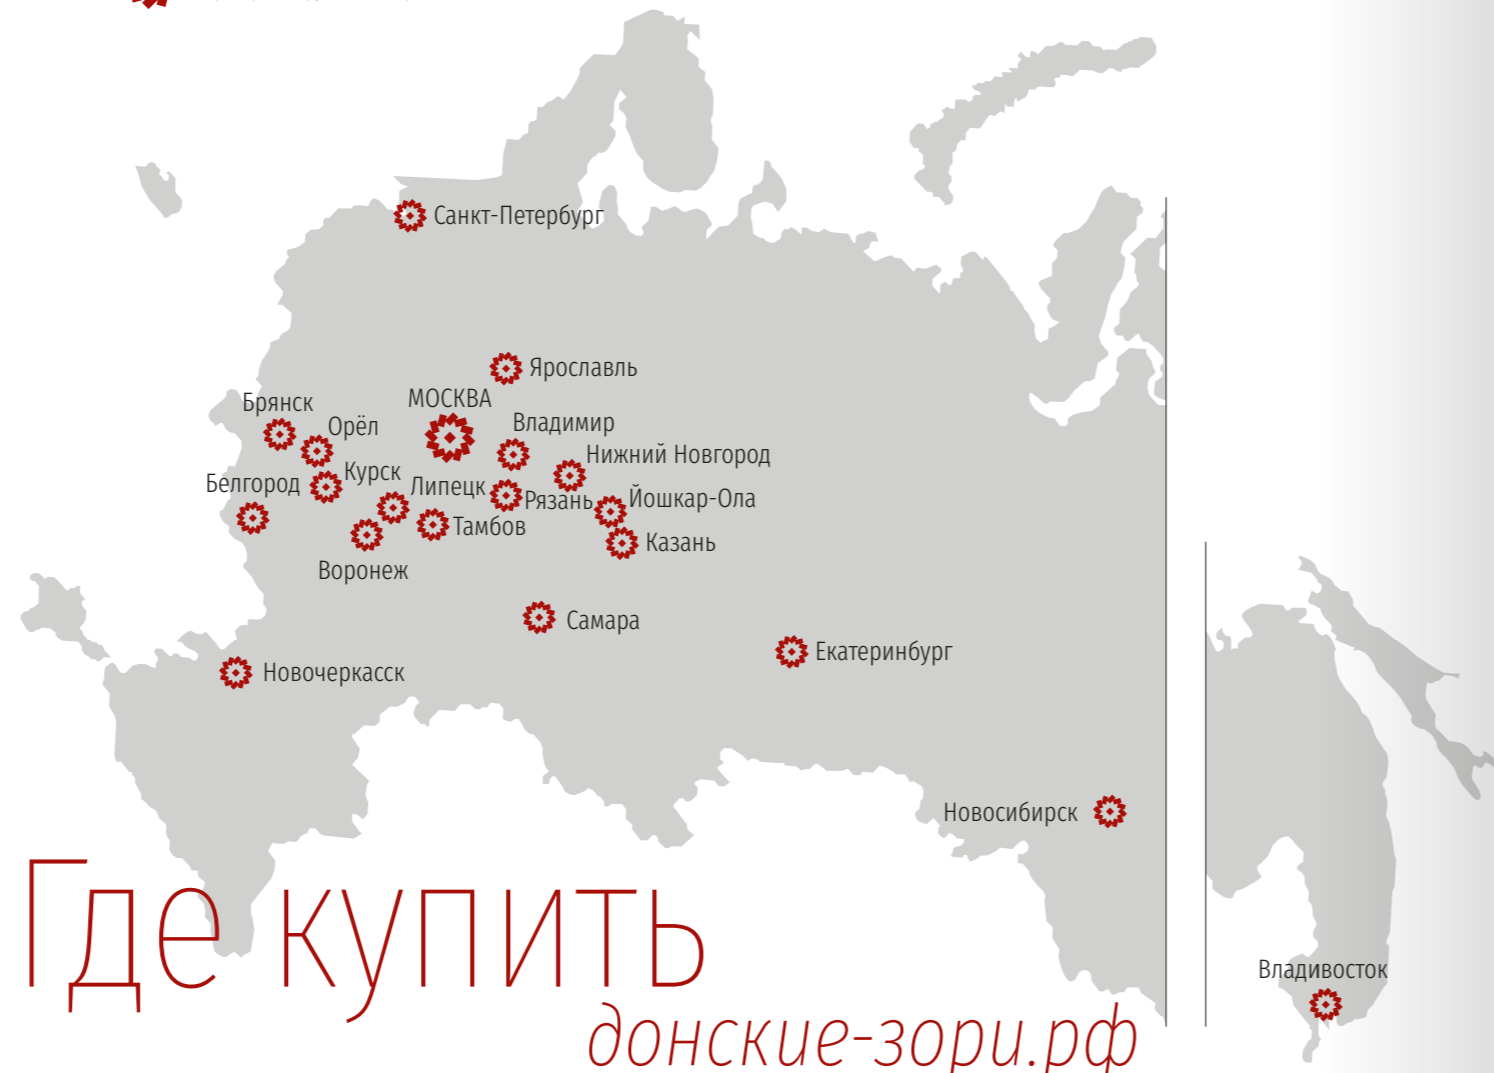 Санкт-Петербург
Ярославль
МОСКВА
Брянск
Владимир
Орёл
Нижний Новгород
Курск
Белгород
Липецк
Рязань
Йошкар-Ола
Тамбов
Казань
Воронеж
Самара
Екатеринбург
Новочеркасск
Новосибирск
Где купить
Владивосток
донские-зори.рф